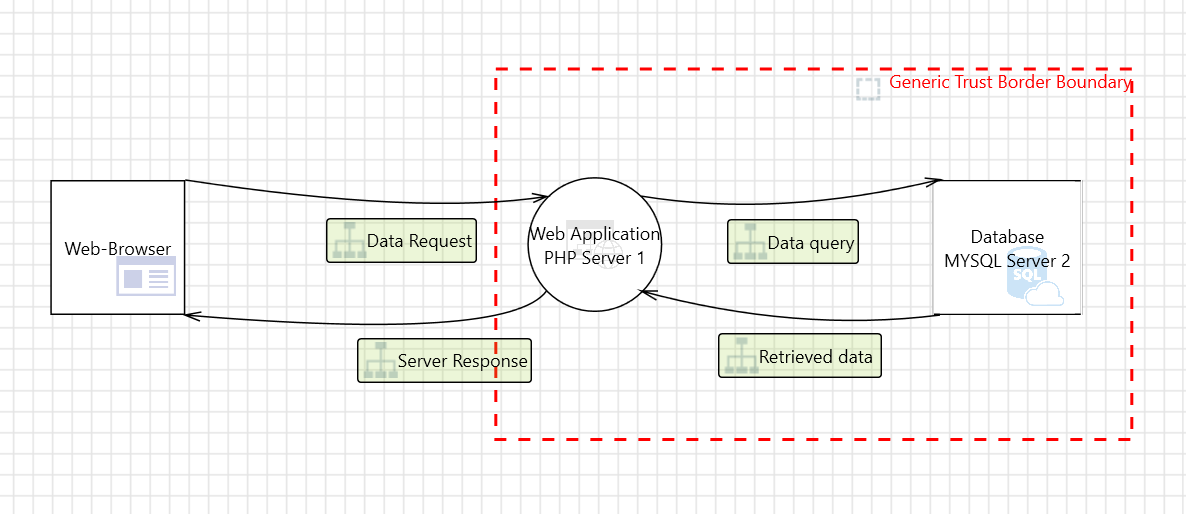 Generic Trust Border Boundary
Web-Browser
Data Request
Web Application
PHP Server 1
Data query
Database
MYSQL Server 2
SQL
Server Response
Retrieved data